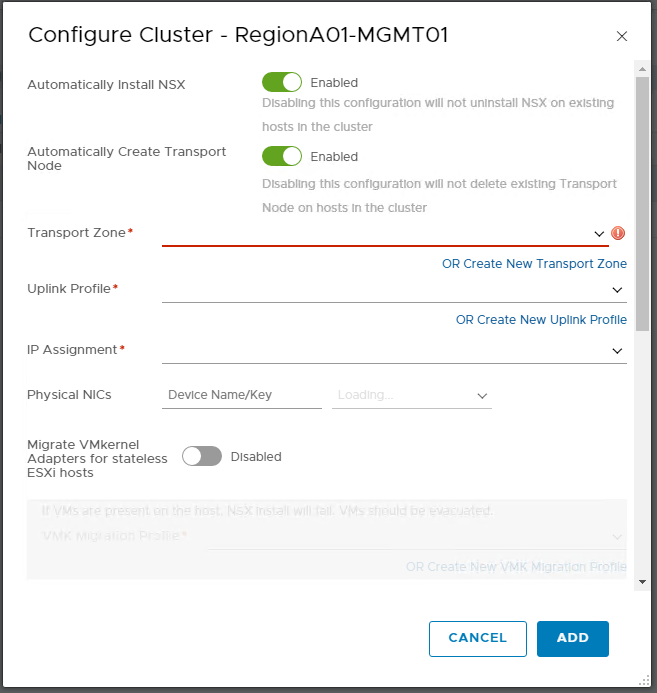 Configure Cluster - RegionA01-MGMT01
Automatically Install NSX
Enabled
Disabling this configuration will not uninstall NSX on existing
hosts in the cluster
Automatically Create Transport
Node
Enabled
Disabling this configuration will not delete existing Transport
Node on hosts in the cluster
Transport Zone*
OR Create New Transport Zone
Uplink Profile*
OR Create New Uplink Profile
IP Assignment*
Physical NICs
Device Name/Key
Loading...
Migrate VMkernel
Adapters for stateless
ESXi hosts
Disabled
If VMs are present on the host, NSX install will fail. VMs should be evacuated.
VMK Migration Profile*
OR Create New VMK Migration Profile
CANCEL
ADD